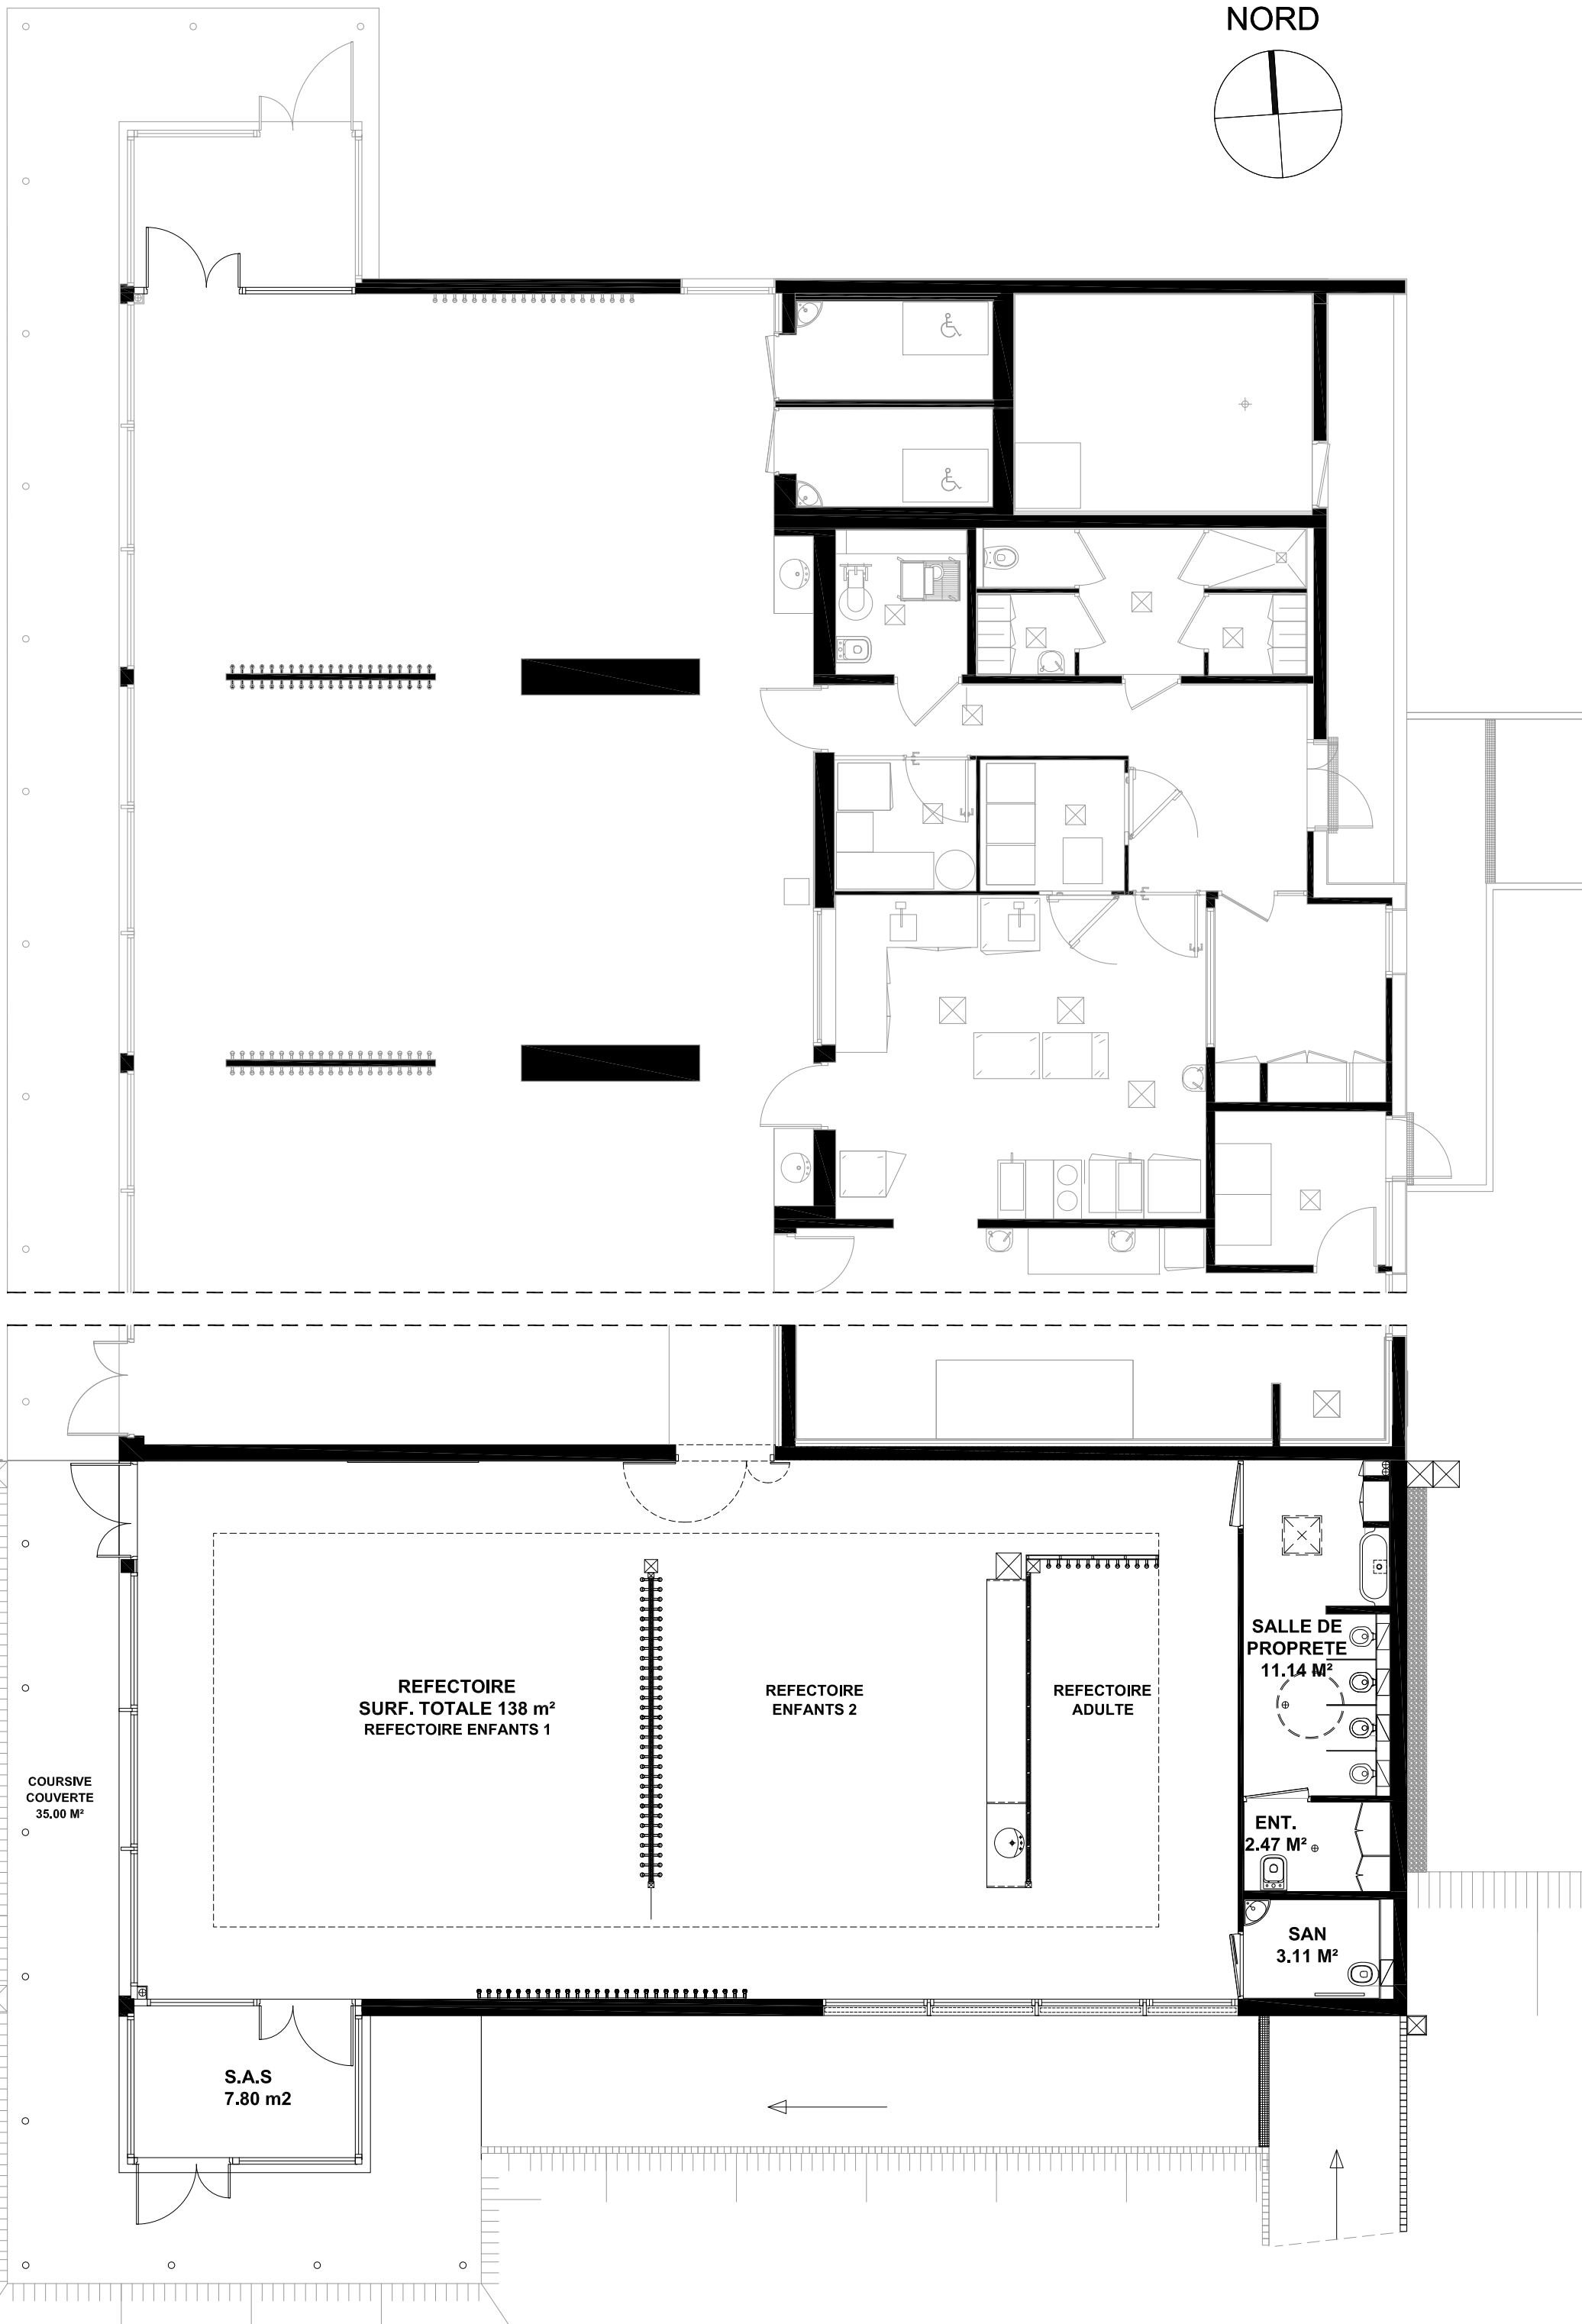 NORD
SALLE DE
PROPRETE
11.14 M²
REFECTOIRE
SURF. TOTALE 138 m²
REFECTOIRE ENFANTS 1
REFECTOIRE
ENFANTS 2
REFECTOIRE
ADULTE
COURSIVE
COUVERTE
35.00 M²
ENT.
2.47 M²
SAN
3.11 M²
S.A.S
7.80 m2